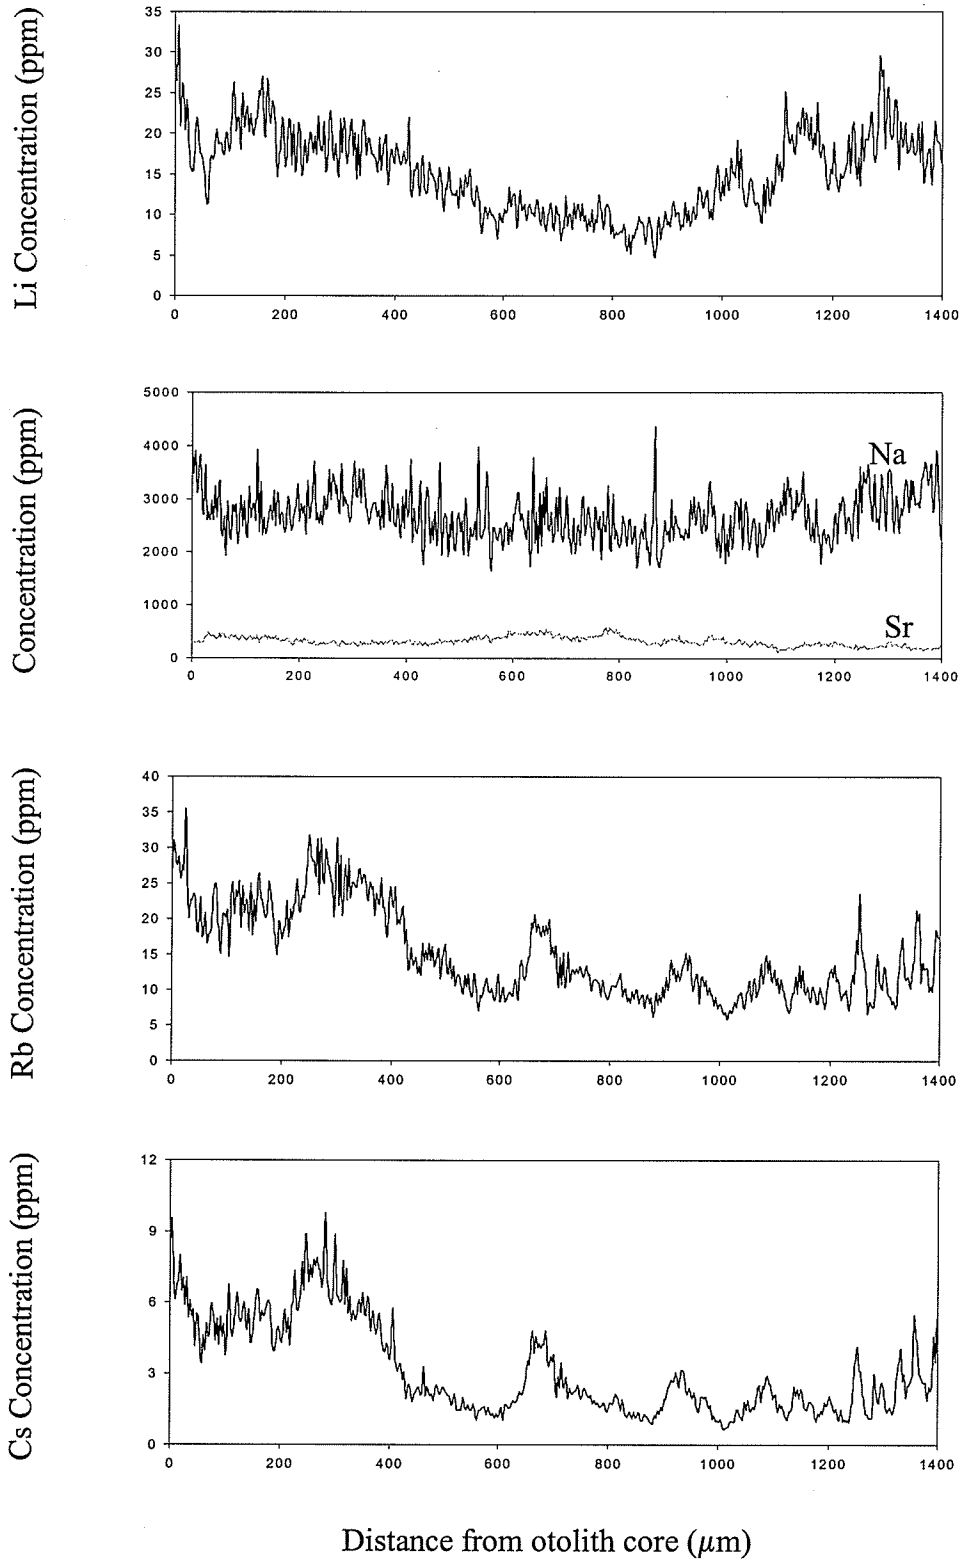 Li Concentration (ppm)
35
30
25
20
15
10
5
0
0 200 400 600 800 1000 1200 1400
Concentration (ppm)
5000
4000
3000
2000
1000
0
Na
Sr
0 200 400 600 800 1000 1200 1400
Rb Concentration (ppm)
40
35
30
25
20
15
10
5
0
0 200 400 600 800 1000 1200 1400
Cs Concentration (ppm)
12
9
6
3
0
0 200 400 600 800 1000 1200 1400
Distance from otolith core (μm)